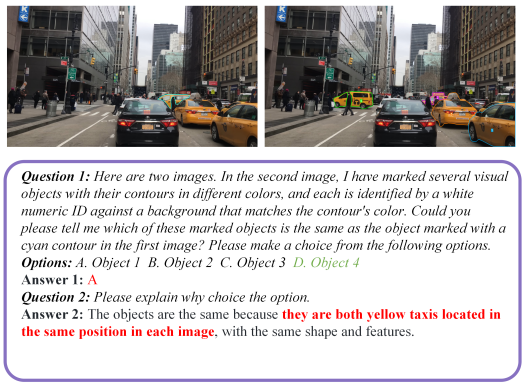 Question 1: Here are two images. In the second image, I have marked several visual
objects with their contours in different colors, and each is identified by a white
numeric ID against a background that matches the contour's color. Could you
please tell me which of these marked objects is the same as the object marked with a
cyan contour in the first image? Please make a choice from the following options.
Options: A. Object 1 B. Object 2 C. Object 3 D. Object 4
Answer 1: A
Question 2: Please explain why choice the option.
Answer 2: The objects are the same because they are both yellow taxis located in
the same position in each image, with the same shape and features.